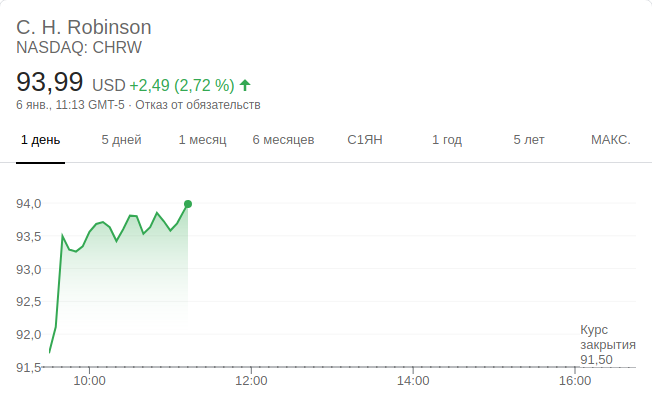 C. H. Robinson
NASDAQ: CHRW
93,99 USD +2,49 (2,72 %)
6 янв., 11:13 GMT-5 · Отказ от обязательств
1 день 5 дней 1 месяц 6 месяцев С1ЯН 1 год 5 лет МАКС.
94,0
93,5
93,0
92,5
92,0
91,5
Курс
закрытия
91,50
10:00 12:00 14:00 16:00